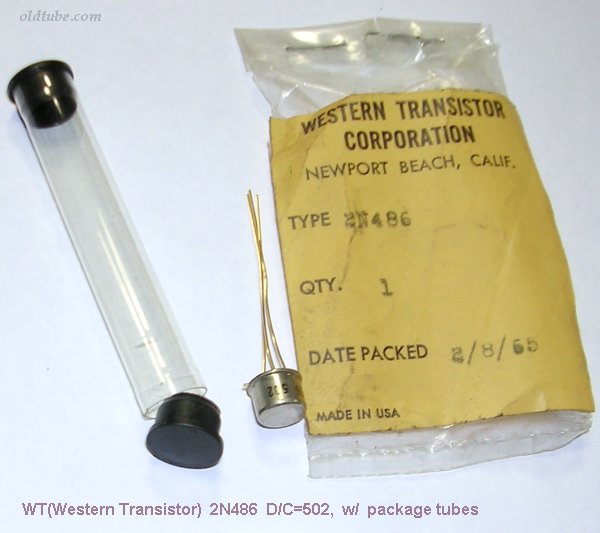 oldtube.com
WESTERN TRANSISTOR
CORPORATION
NEWPORT BEACH, CALIF.
TYPE 2N486
QTY. 1
DATE PACKED 2/8/65
MADE IN USA
502
WT(Western Transistor) 2N486 D/C=502, w/ package tubes